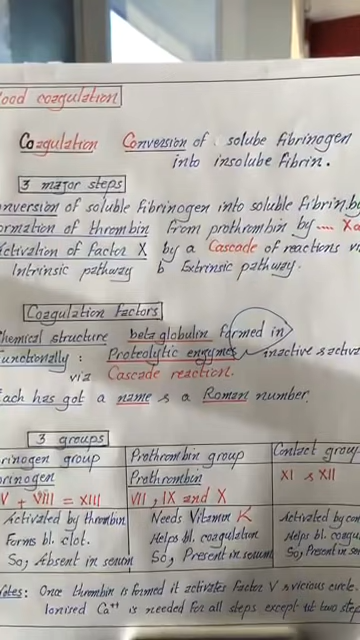 ood coagulation
Coagulation Conversion of solube fibrinogen
into insolube Fibrin.
3 major steps
nversion of soluble fibrinogen into soluble Fibrin. b
ormation of thrombin from prothrombin by .... Xa
ctivation of Factor X by a Cascade of reactions vi
Intrinsic pathway & Extrinsic pathway.
Coagulation factors
hemical structure beta globulin formed in
unctionally : Proteolytic enzymes inactive & activa
via Cascade reaction.
ach has got a name & a Roman number.
3 groups
rinogen group Prothrombin group Contact group
rinogen Prothrombin XI & XII
V + VIII = XIII VII, IX and X
Activated by thrombin Needs Vitamin K Activated by con
Forms bl. clot. Helps bl. coagulation Helps bl. coagu
So, Absent in serum So, Present in serum So, Present in se
otes: Once thrombin is formed it activates Factor V & vicious circle.
Ionised Ca++ is needed for all steps except 1st two step